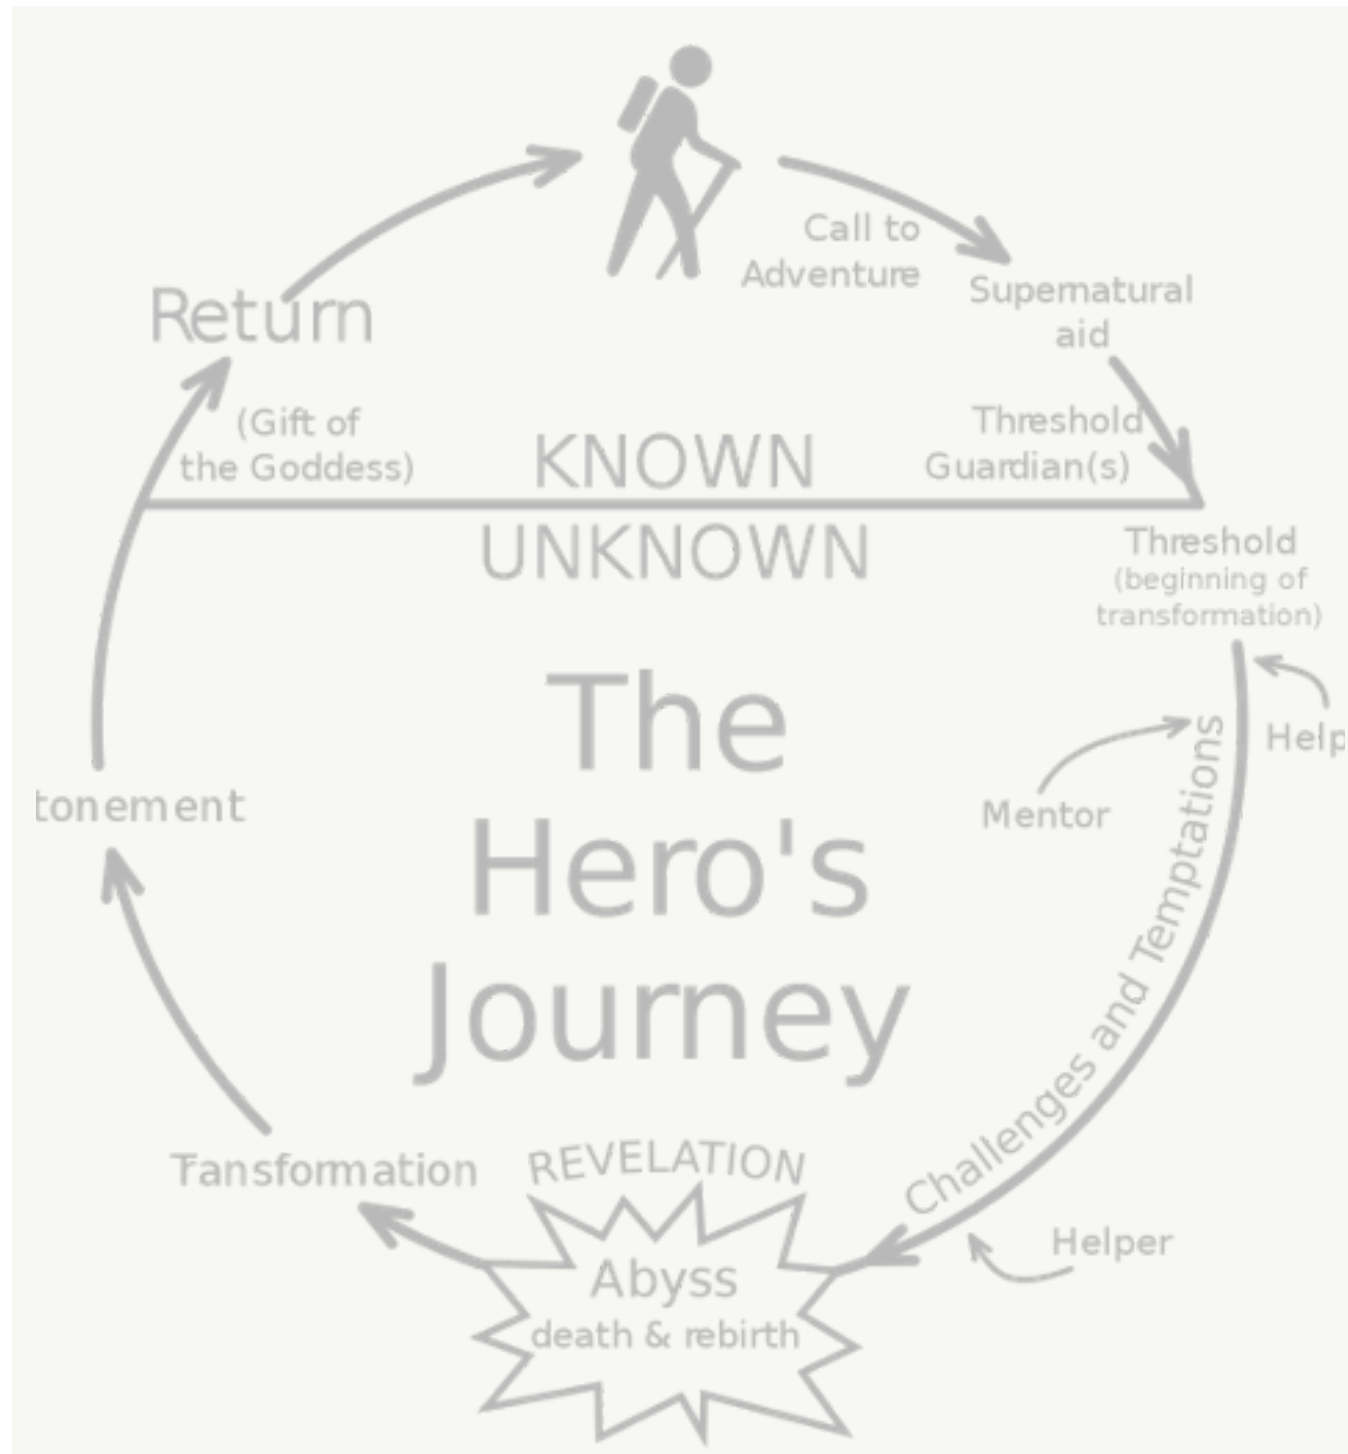 Call to
Adventure
Supernatural
aid
Return
(Gift of
the Goddess)
KNOWN
Threshold
Guardian(s)
UNKNOWN
Threshold
(beginning of
transformation)
Help
Mentor
Challenges and Temptations
The
Hero's
Journey
tonement
Transformation
REVELATION
Abyss
death & rebirth
Helper